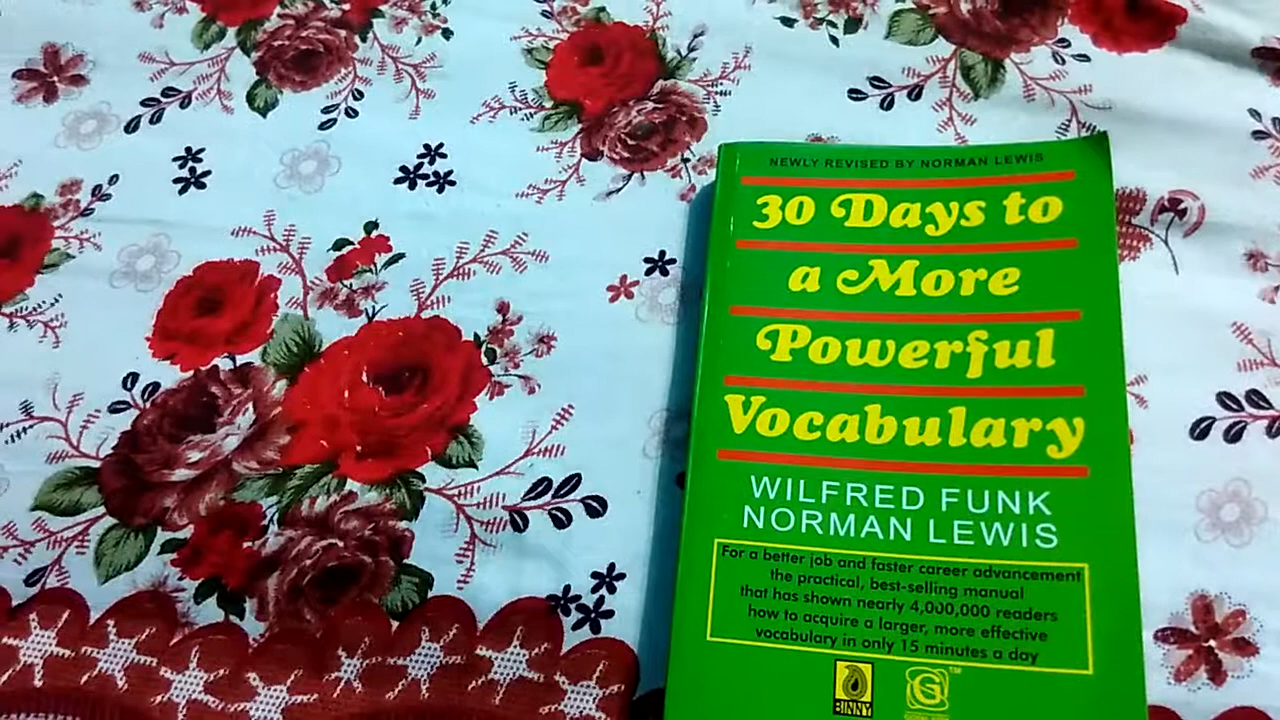 NEWLY REVISED BY NORMAN LEWIS
30 Days to
a More
Powerful
Vocabulary
WILFRED FUNK
NORMAN LEWIS
For a better job and faster career advancement
the practical, best-selling manual
that has shown nearly 4,000,000 readers
how to acquire a larger, more effective
vocabulary in only 15 minutes a day
BINNY
G TM